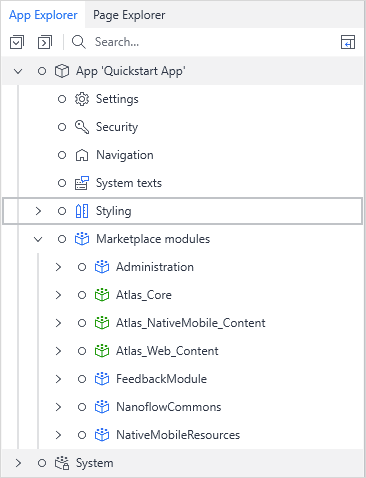 App Explorer Page Explorer
Search...
App 'Quickstart App'
Settings
Security
Navigation
System texts
Styling
Marketplace modules
Administration
Atlas_Core
Atlas_NativeMobile_Content
Atlas_Web_Content
FeedbackModule
NanoflowCommons
NativeMobileResources
System